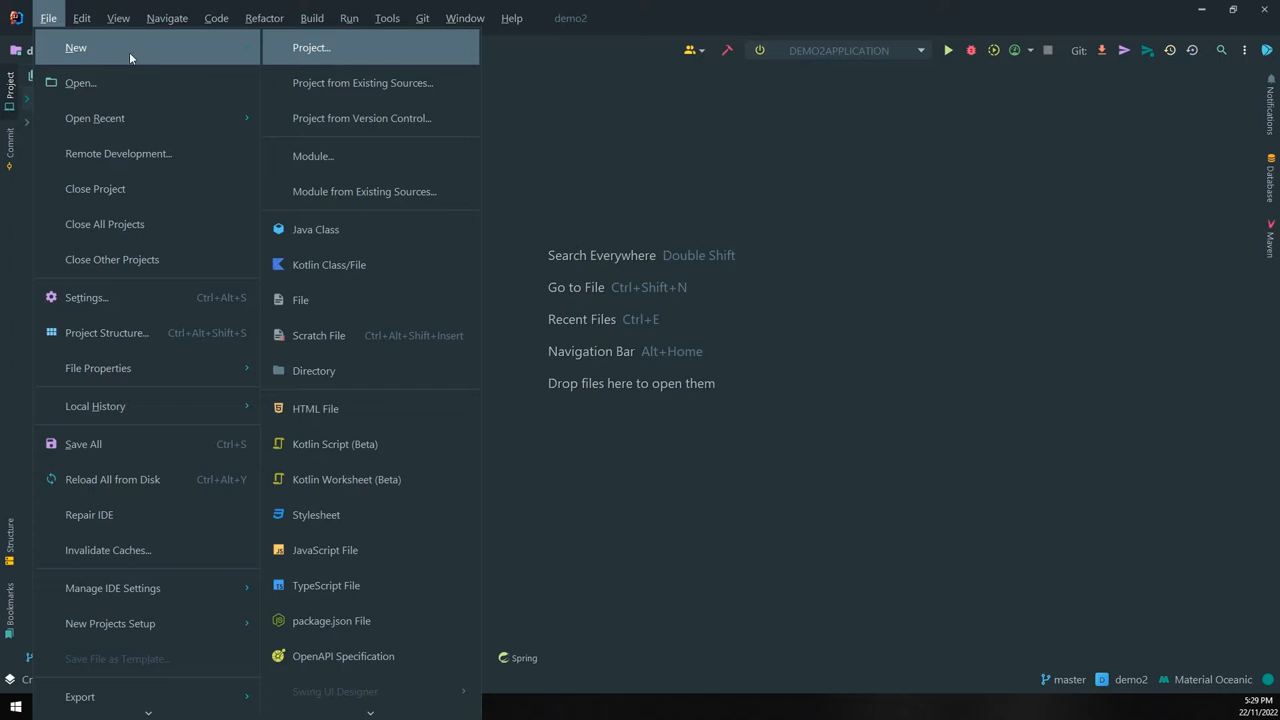 File Edit View Navigate Code Refactor Build Run Tools Git Window Help demo2
New
Open...
Open Recent
Remote Development...
Close Project
Close All Projects
Close Other Projects
Settings... Ctrl+Alt+S
Project Structure... Ctrl+Alt+Shift+S
File Properties
Local History
Save All Ctrl+S
Reload All from Disk Ctrl+Alt+Y
Repair IDE
Invalidate Caches...
Manage IDE Settings
New Projects Setup
Save File as Template...
Export
Project...
Project from Existing Sources...
Project from Version Control...
Module...
Module from Existing Sources...
Java Class
Kotlin Class/File
File
Scratch File Ctrl+Alt+Shift+Insert
Directory
HTML File
Kotlin Script (Beta)
Kotlin Worksheet (Beta)
Stylesheet
JavaScript File
TypeScript File
package.json File
OpenAPI Specification
Swing UI Designer
DEMO2APPLICATION
Git:
Search Everywhere Double Shift
Go to File Ctrl+Shift+N
Recent Files Ctrl+E
Navigation Bar Alt+Home
Drop files here to open them
Project
Commit
Structure
Bookmarks
Notifications
Database
Maven
Spring
master demo2 Material Oceanic
5:29 PM
22/11/2022